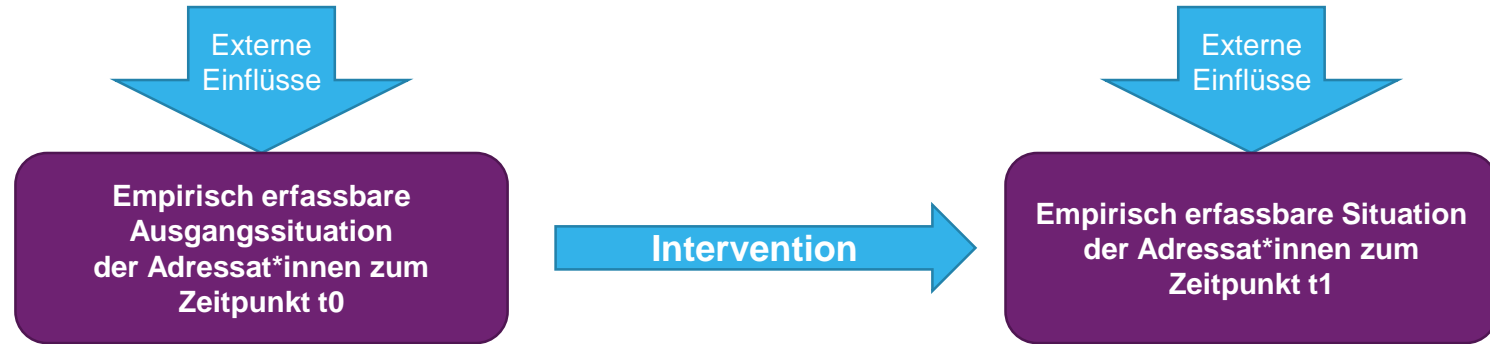 Externe
Einflüsse
Externe
Einflüsse
Empirisch erfassbare
Ausgangssituation
der Adressat*innen zum
Zeitpunkt t0
Intervention
Empirisch erfassbare Situation
der Adressat*innen zum
Zeitpunkt t1